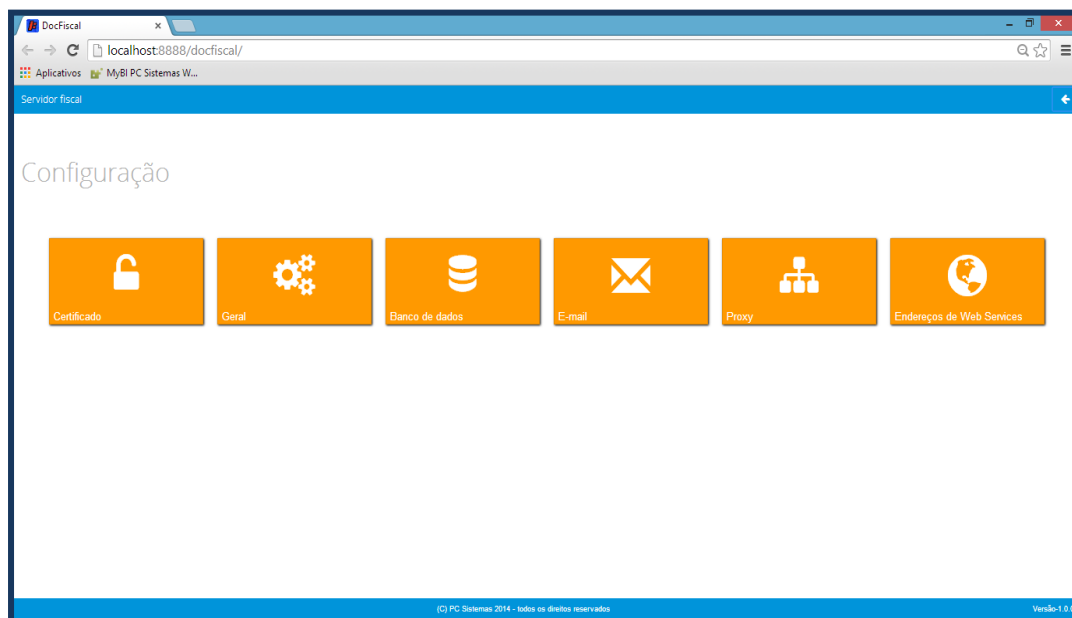 DocFiscal
localhost:8888/docfiscal/
Aplicativos MyBI PC Sistemas W...
Servidor fiscal
Configuração
Certificado
Geral
Banco de dados
E-mail
Proxy
Endereços de Web Services
(C) PC Sistemas 2014 - todos os direitos reservados
Versão-1.0.0